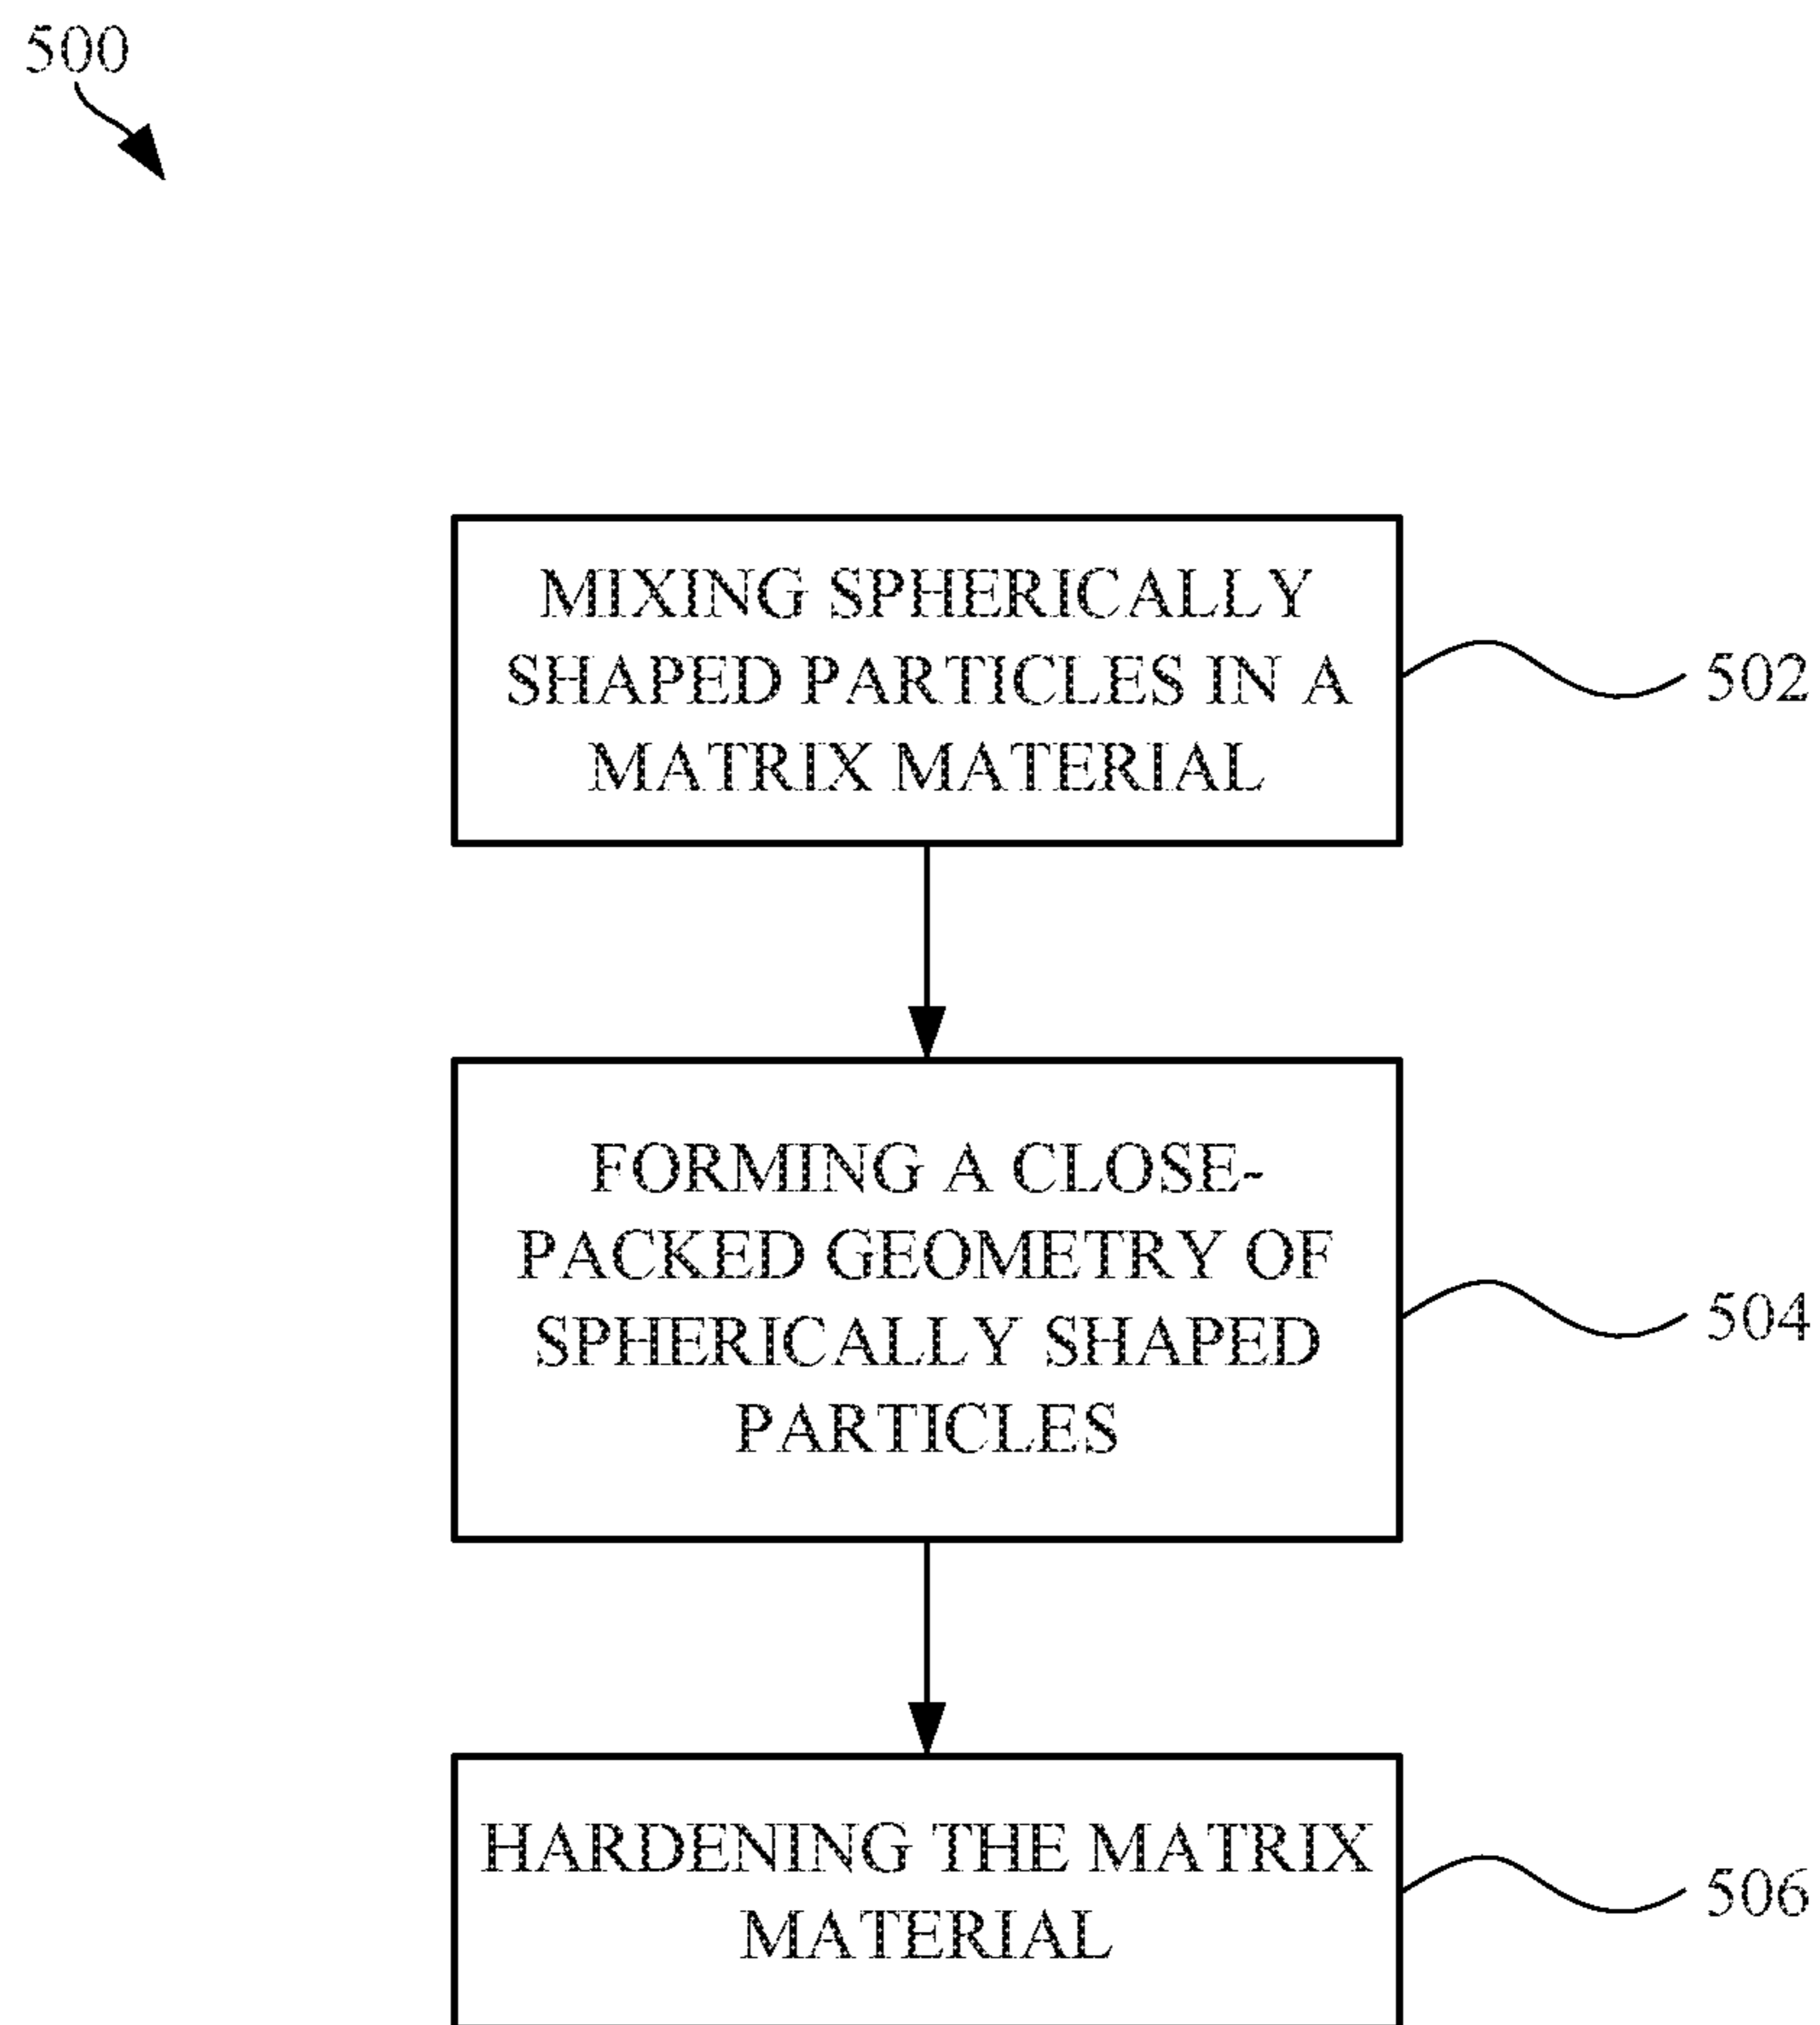 500
MIXING SPHERICALLY
SHAPED PARTICLES IN A
MATRIX MATERIAL
502
FORMING A CLOSE-
PACKED GEOMETRY OF
SPHERICALLY SHAPED
PARTICLES
504
HARDENING THE MATRIX
MATERIAL
506